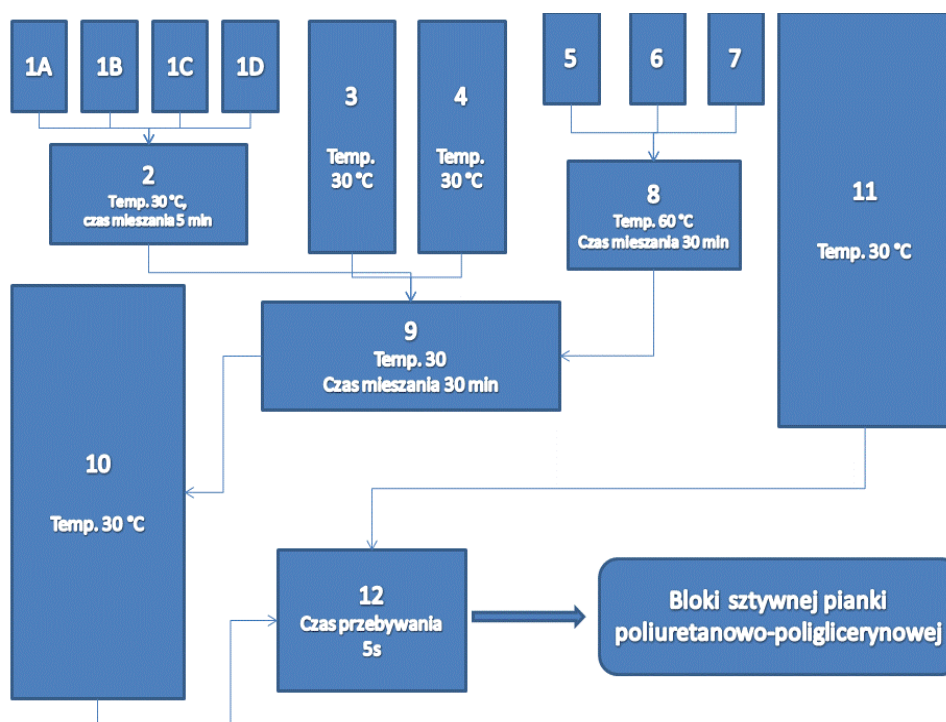 1A
1B
1C
1D
3
Temp.
30 °C
4
Temp.
30 °C
5
6
7
2
Temp. 30 °C,
czas mieszania 5 min
8
Temp. 60 °C
Czas mieszania 30 min
11
Temp. 30 °C
9
Temp. 30
Czas mieszania 30 min
10
Temp. 30 °C
12
Czas przebywania
5s
Bloki sztywnej pianki
poliuretanowo-poliglicerynowej